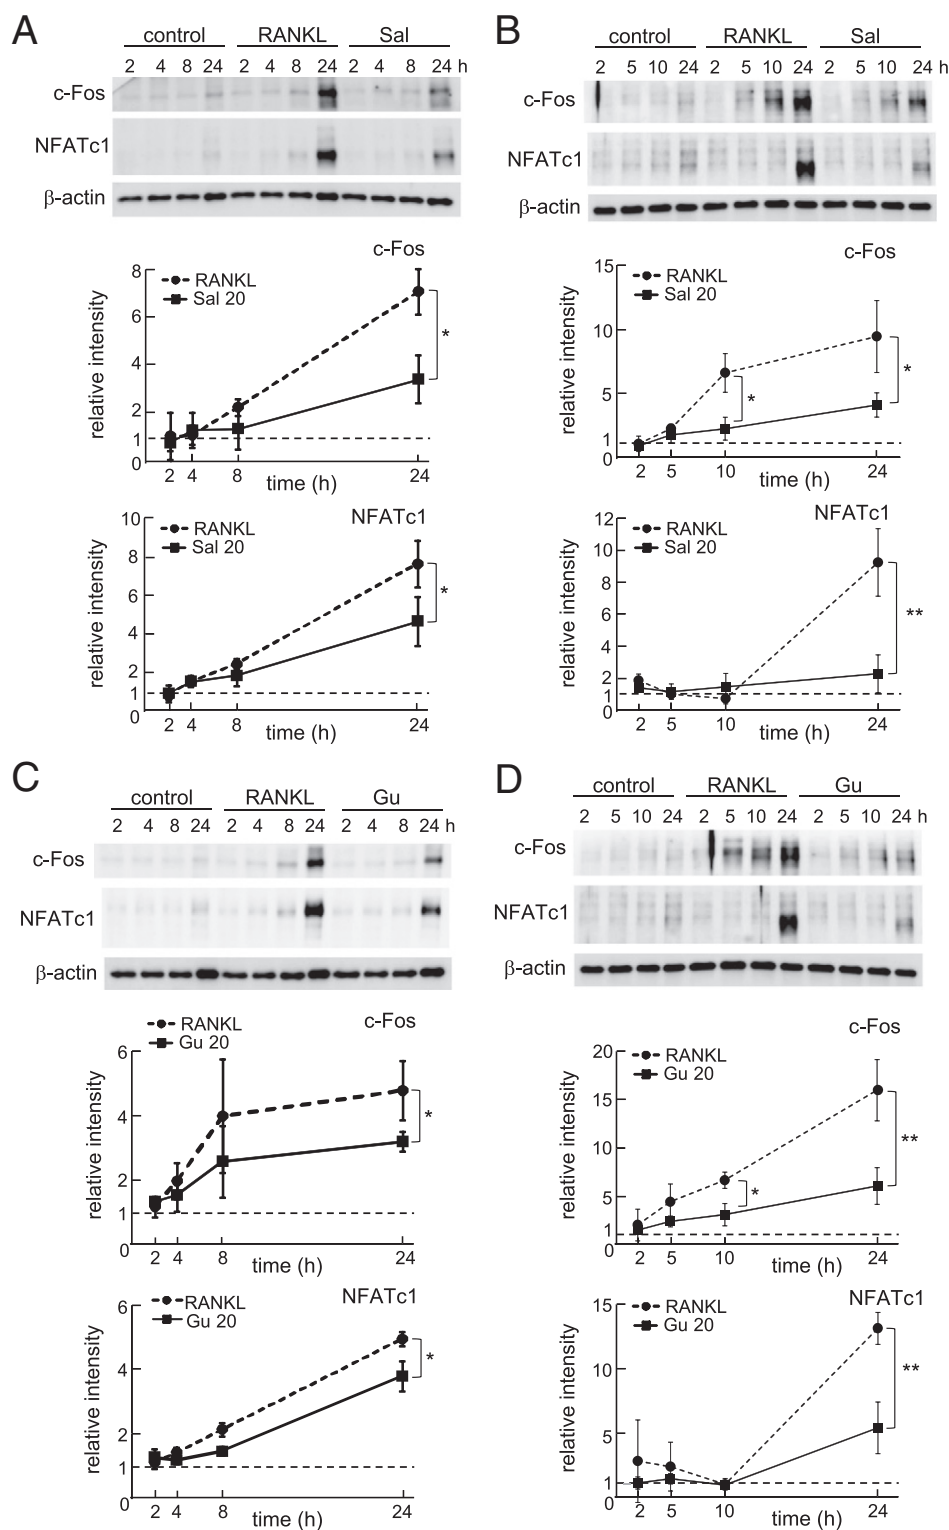 A
control RANKL Sal
2 4 8 24 2 4 8 24 2 4 8 24 h
c-Fos
NFATc1
β-actin
c-Fos
RANKL
Sal 20
relative intensity
8
6
4
2
1
0
2 4 8 24
time (h)
NFATc1
RANKL
Sal 20
relative intensity
10
8
6
4
2
1
0
2 4 8 24
time (h)
*
*
B
control RANKL Sal
2 5 10 24 2 5 10 24 2 5 10 24 h
c-Fos
NFATc1
β-actin
c-Fos
RANKL
Sal 20
relative intensity
15
10
5
1
0
2 5 10 24
time (h)
*
*
NFATc1
RANKL
Sal 20
relative intensity
12
10
8
6
4
2
1
0
2 5 10 24
time (h)
**
C
control RANKL Gu
2 4 8 24 2 4 8 24 2 4 8 24 h
c-Fos
NFATc1
β-actin
c-Fos
RANKL
Gu 20
relative intensity
6
4
2
1
0
2 4 8 24
time (h)
*
NFATc1
RANKL
Gu 20
relative intensity
6
4
2
1
0
2 4 8 24
time (h)
*
D
control RANKL Gu
2 5 10 24 2 5 10 24 2 5 10 24 h
c-Fos
NFATc1
β-actin
c-Fos
RANKL
Gu 20
relative intensity
20
15
10
5
1
0
2 5 10 24
time (h)
*
**
NFATc1
RANKL
Gu 20
relative intensity
15
10
5
1
0
2 5 10 24
time (h)
**